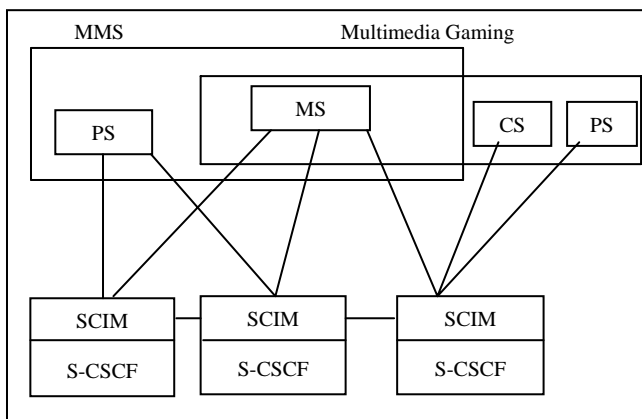 MMS Multimedia Gaming
MS
PS
CS
PS
SCIM
SCIM
SCIM
S-CSCF
S-CSCF
S-CSCF